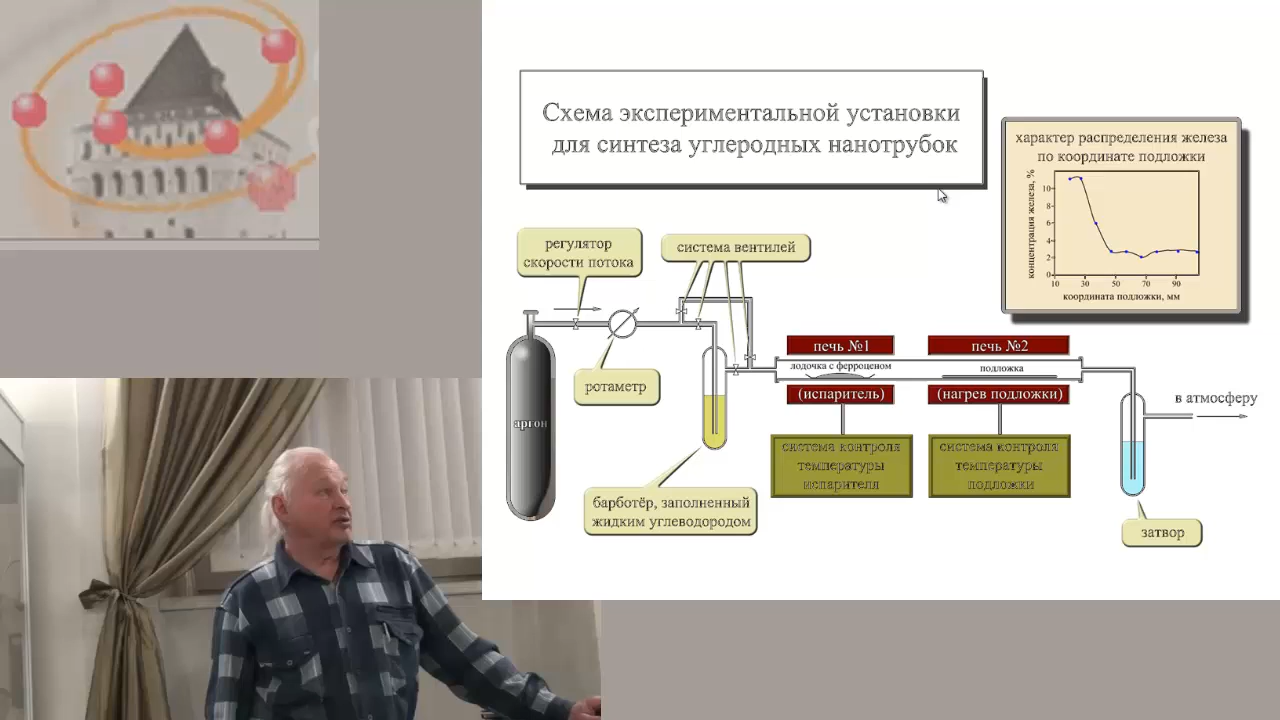 Схема экспериментальной установки
для синтеза углеродных нанотрубок
характер распределения железа
по координате подложки
концентрация железа, %
10
8
6
4
2
0
10
30
50
70
90
координата подложки, мм
регулятор
скорости потока
система вентилей
ротаметр
аргон
барботёр, заполненный
жидким углеводородом
печь №1
лодочка с ферроценом
(испаритель)
система контроля
температуры
испарителя
печь №2
подложка
(нагрев подложки)
система контроля
температуры
подложки
в атмосферу
затвор